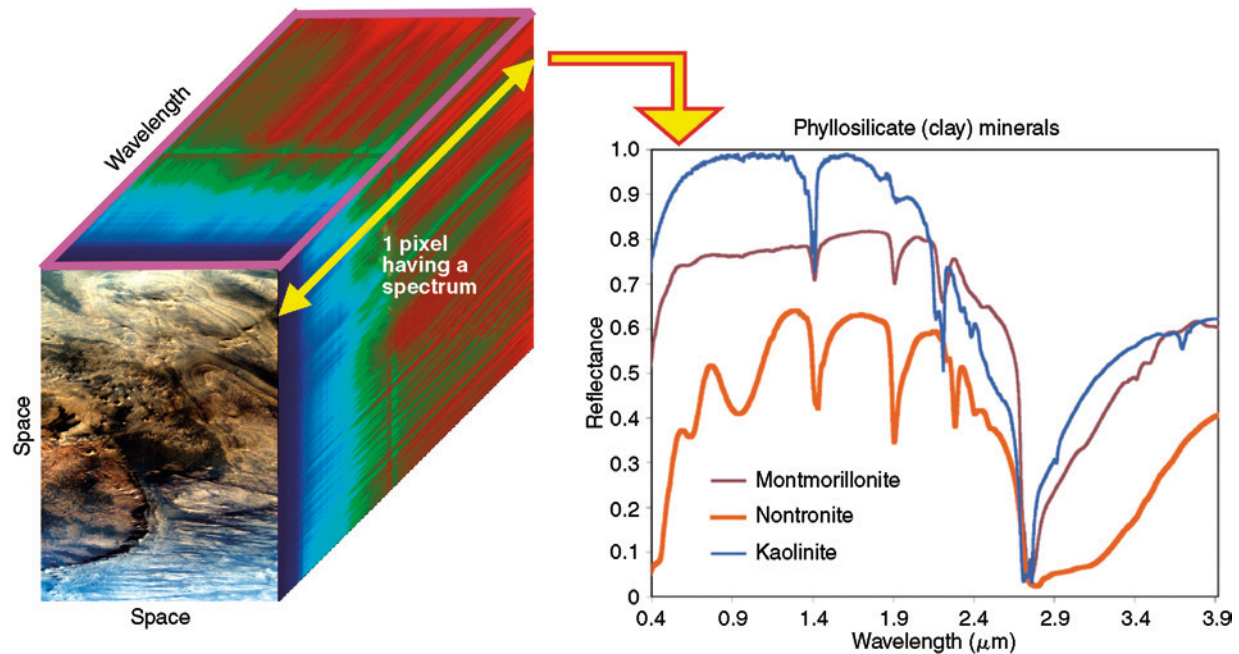 Wavelength
1 pixel
having a
spectrum
Space
Space
Phyllosilicate (clay) minerals
1.0
0.9
0.8
0.7
0.6
0.5
0.4
0.3
0.2
0.1
0
Reflectance
Montmorillonite
Nontronite
Kaolinite
0.4 0.9 1.4 1.9 2.4 2.9 3.4 3.9
Wavelength (μm)